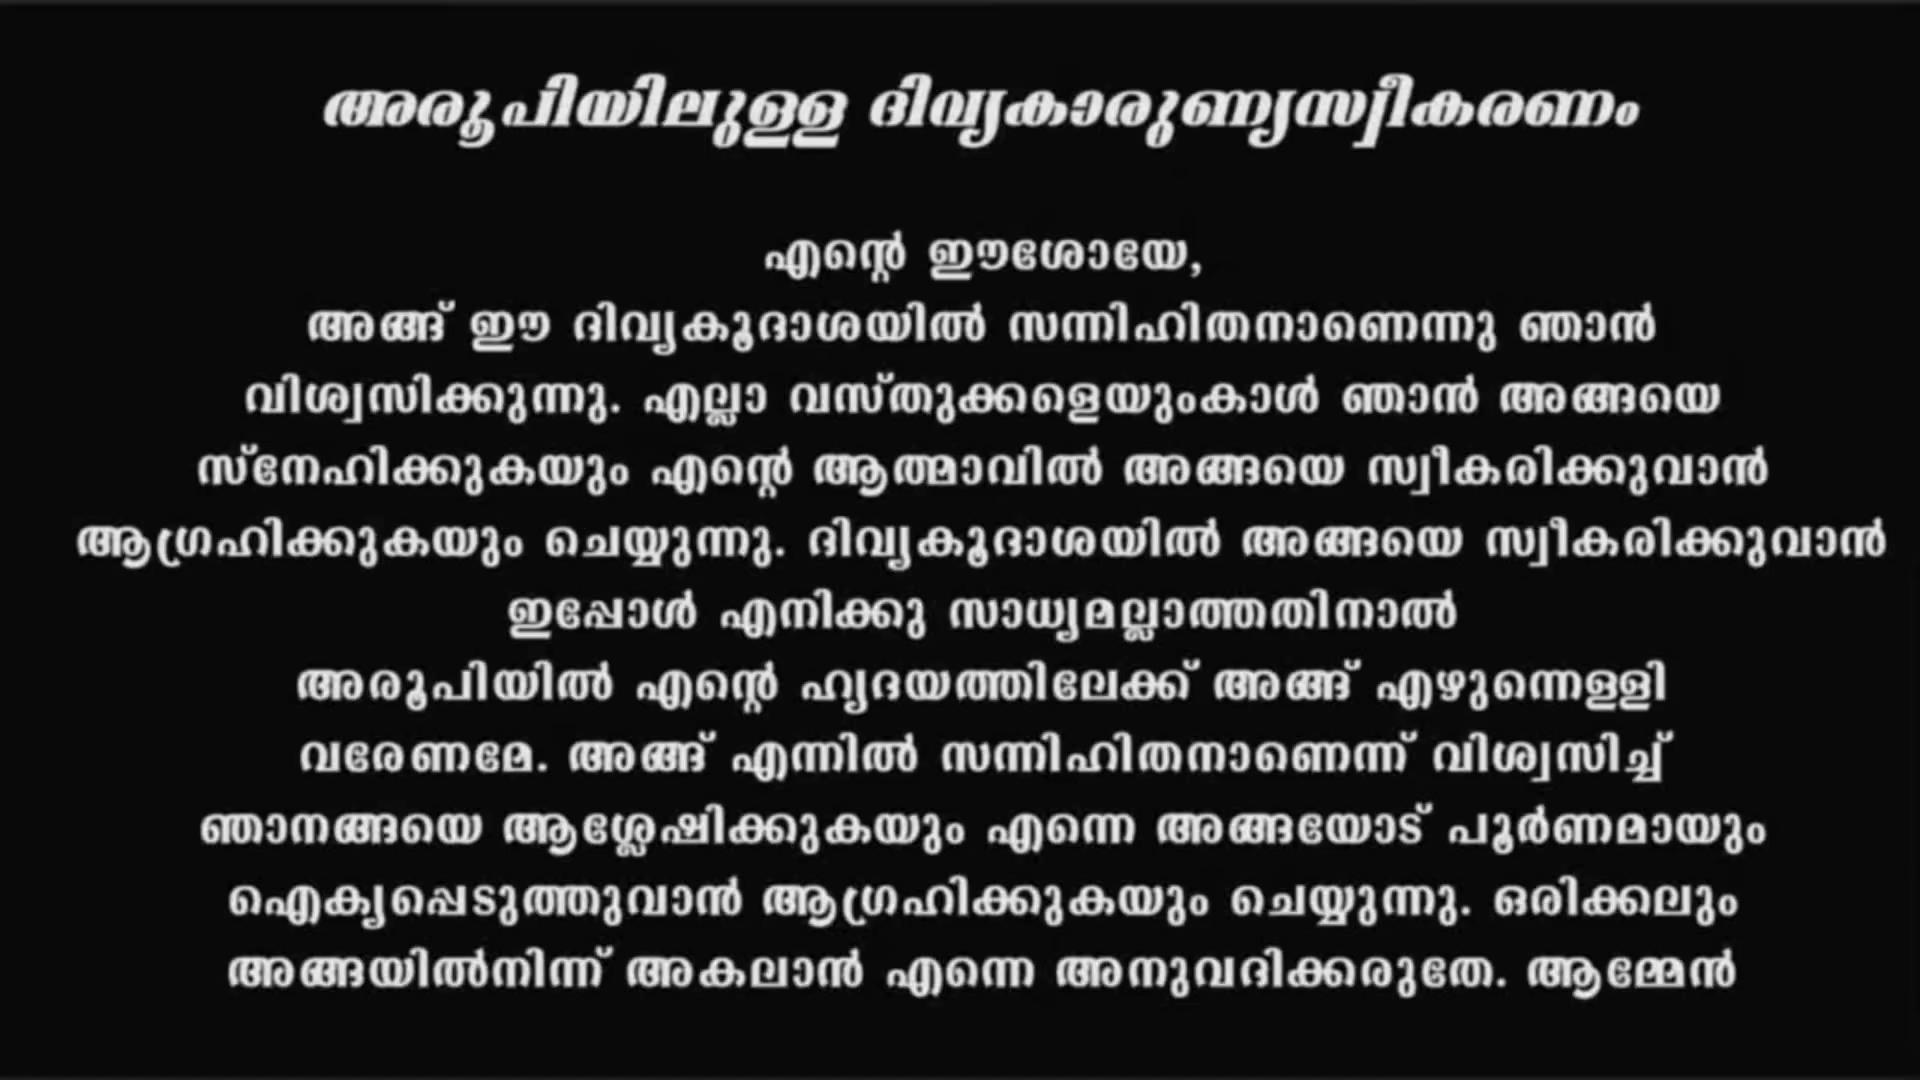 അരൂപിയിലുള്ള ദിവ്യകാരുണ്യസ്വീകരണം
എന്റെ ഈശോയേ,
അങ്ങ് ഈ ദിവ്യകൂദാശയിൽ സന്നിഹിതനാണെന്നു ഞാൻ
വിശ്വസിക്കുന്നു. എല്ലാ വസ്തുക്കളെയുംകാൾ ഞാൻ അങ്ങയെ
സ്നേഹിക്കുകയും എന്റെ ആത്മാവിൽ അങ്ങയെ സ്വീകരിക്കുവാൻ
ആഗ്രഹിക്കുകയും ചെയ്യുന്നു. ദിവ്യകൂദാശയിൽ അങ്ങയെ സ്വീകരിക്കുവാൻ
ഇപ്പോൾ എനിക്കു സാധ്യമല്ലാത്തതിനാൽ
അരൂപിയിൽ എന്റെ ഹൃദയത്തിലേക്ക് അങ്ങ് എഴുന്നെള്ളി
വരേണമേ. അങ്ങ് എന്നിൽ സന്നിഹിതനാണെന്ന് വിശ്വസിച്ച്
ഞാനങ്ങയെ ആശ്ലേഷിക്കുകയും എന്നെ അങ്ങയോട് പൂർണമായും
ഐക്യപ്പെടുത്തുവാൻ ആഗ്രഹിക്കുകയും ചെയ്യുന്നു. ഒരിക്കലും
അങ്ങയിൽനിന്ന് അകലാൻ എന്നെ അനുവദിക്കരുതേ. ആമ്മേൻ